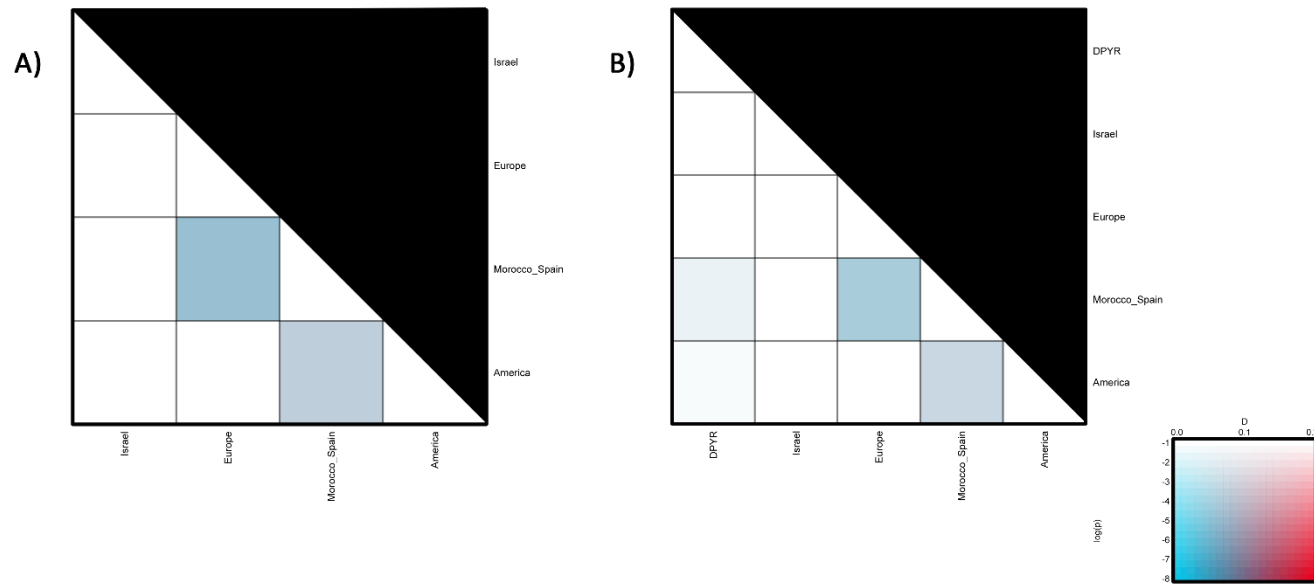 A)
Israel
Europe
Morocco_Spain
America
Israel
Europe
Morocco_Spain
America
B)
DPYR
Israel
Europe
Morocco_Spain
America
DPYR
Israel
Europe
Morocco_Spain
America
D
0.0 0.1
log(p)
-1
-2
-3
-4
-5
-6
-7
-8